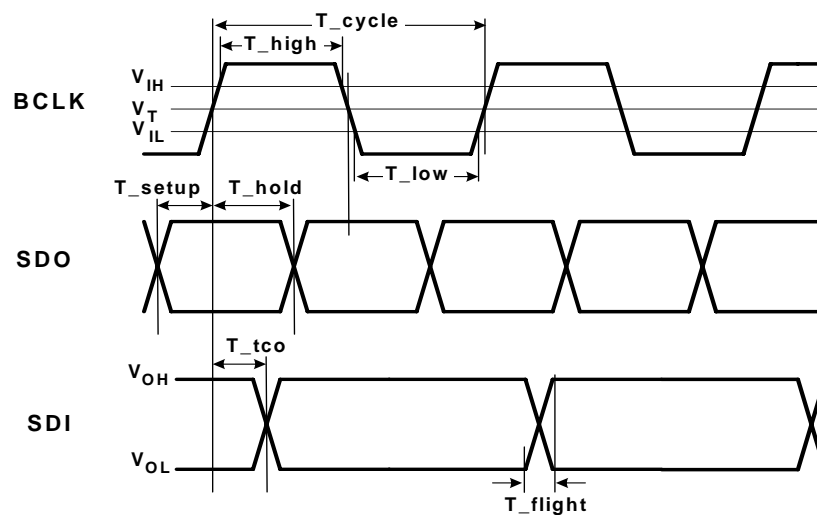 T_cycle
T_high
BCLK
VIH
VT
VIL
T_low
T_setup
T_hold
SDO
T_tco
VOH
SDI
VOL
T_flight